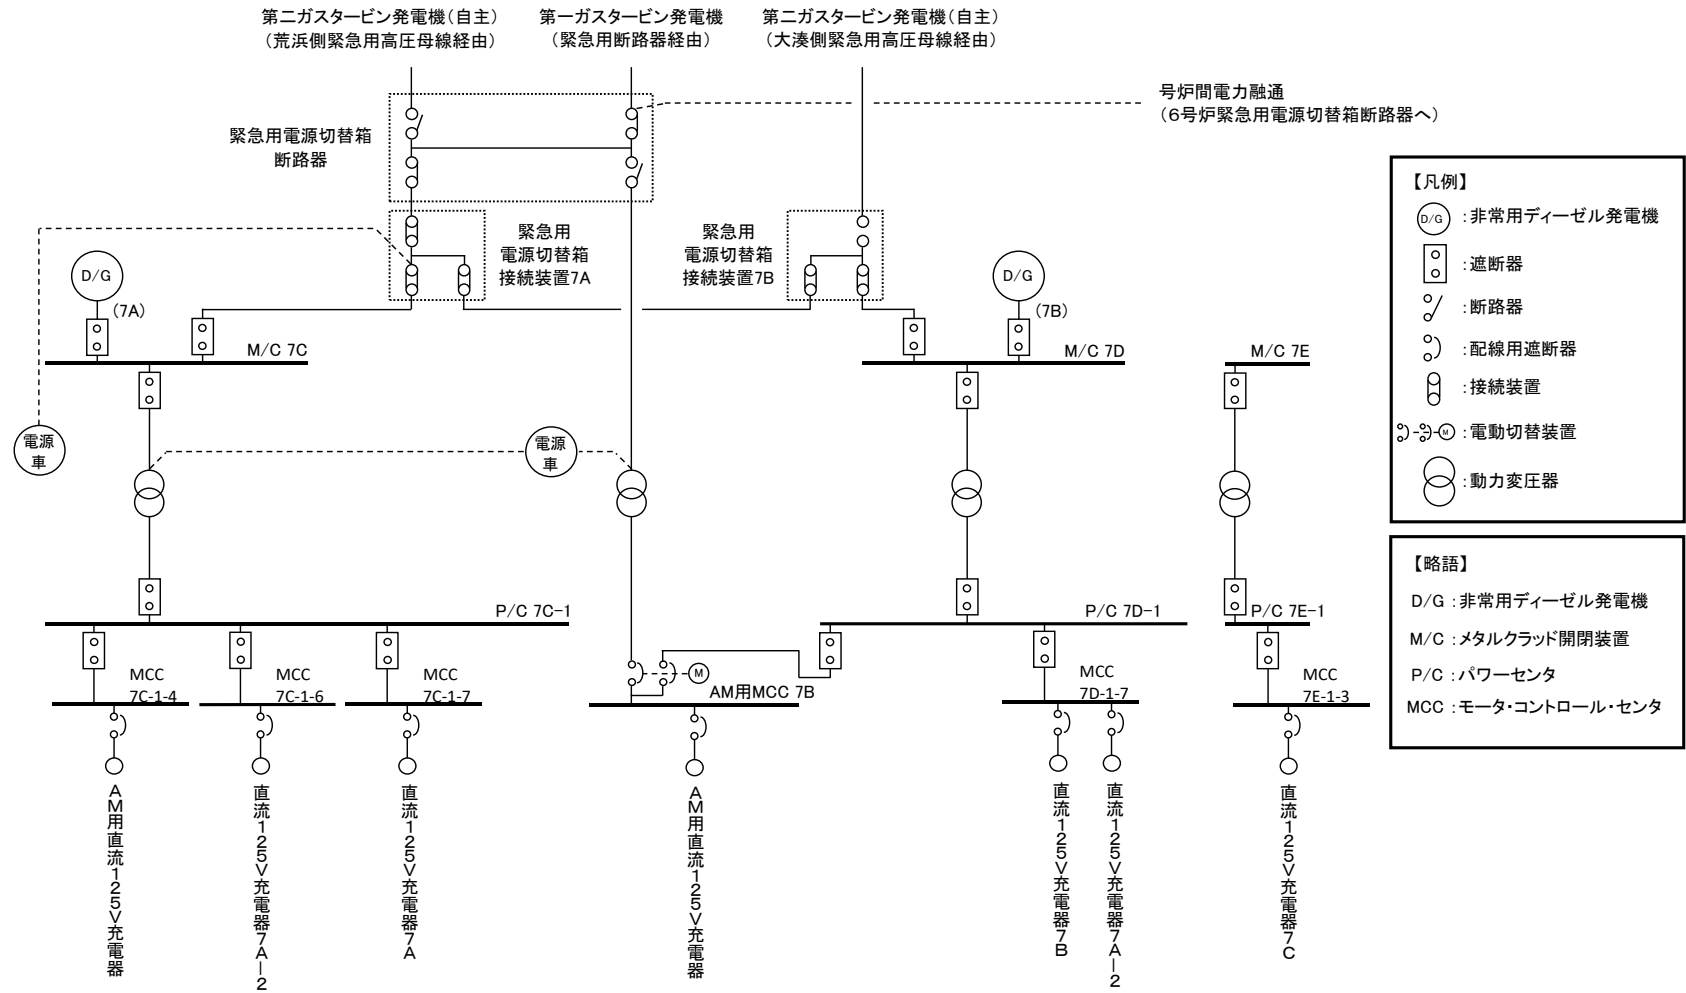 第二ガスタービン発電機(自主)
(荒浜側緊急用高圧母線経由)
第一ガスタービン発電機
(緊急用断路器経由)
第二ガスタービン発電機(自主)
(大湊側緊急用高圧母線経由)
号炉間電力融通
(6号炉緊急用電源切替箱断路器へ)
緊急用電源切替箱
断路器
緊急用
電源切替箱
接続装置7A
緊急用
電源切替箱
接続装置7B
D/G
(7A)
D/G
(7B)
M/C 7C
M/C 7D
M/C 7E
電源
車
電源
車
P/C 7C-1
P/C 7D-1
P/C 7E-1
MCC
7C-1-4
MCC
7C-1-6
MCC
7C-1-7
M
AM用MCC 7B
MCC
7D-1-7
MCC
7E-1-3
AM用直流125V充電器
直流125V充電器7A-2
直流125V充電器7A
AM用直流125V充電器
直流125V充電器7B
直流125V充電器7A-2
直流125V充電器7C
【凡例】
D/G :非常用ディーゼル発電機
:遮断器
:断路器
:配線用遮断器
:接続装置
M :電動切替装置
:動力変圧器
【略語】
D/G :非常用ディーゼル発電機
M/C :メタルクラッド開閉装置
P/C :パワーセンタ
MCC :モータ・コントロール・センタ